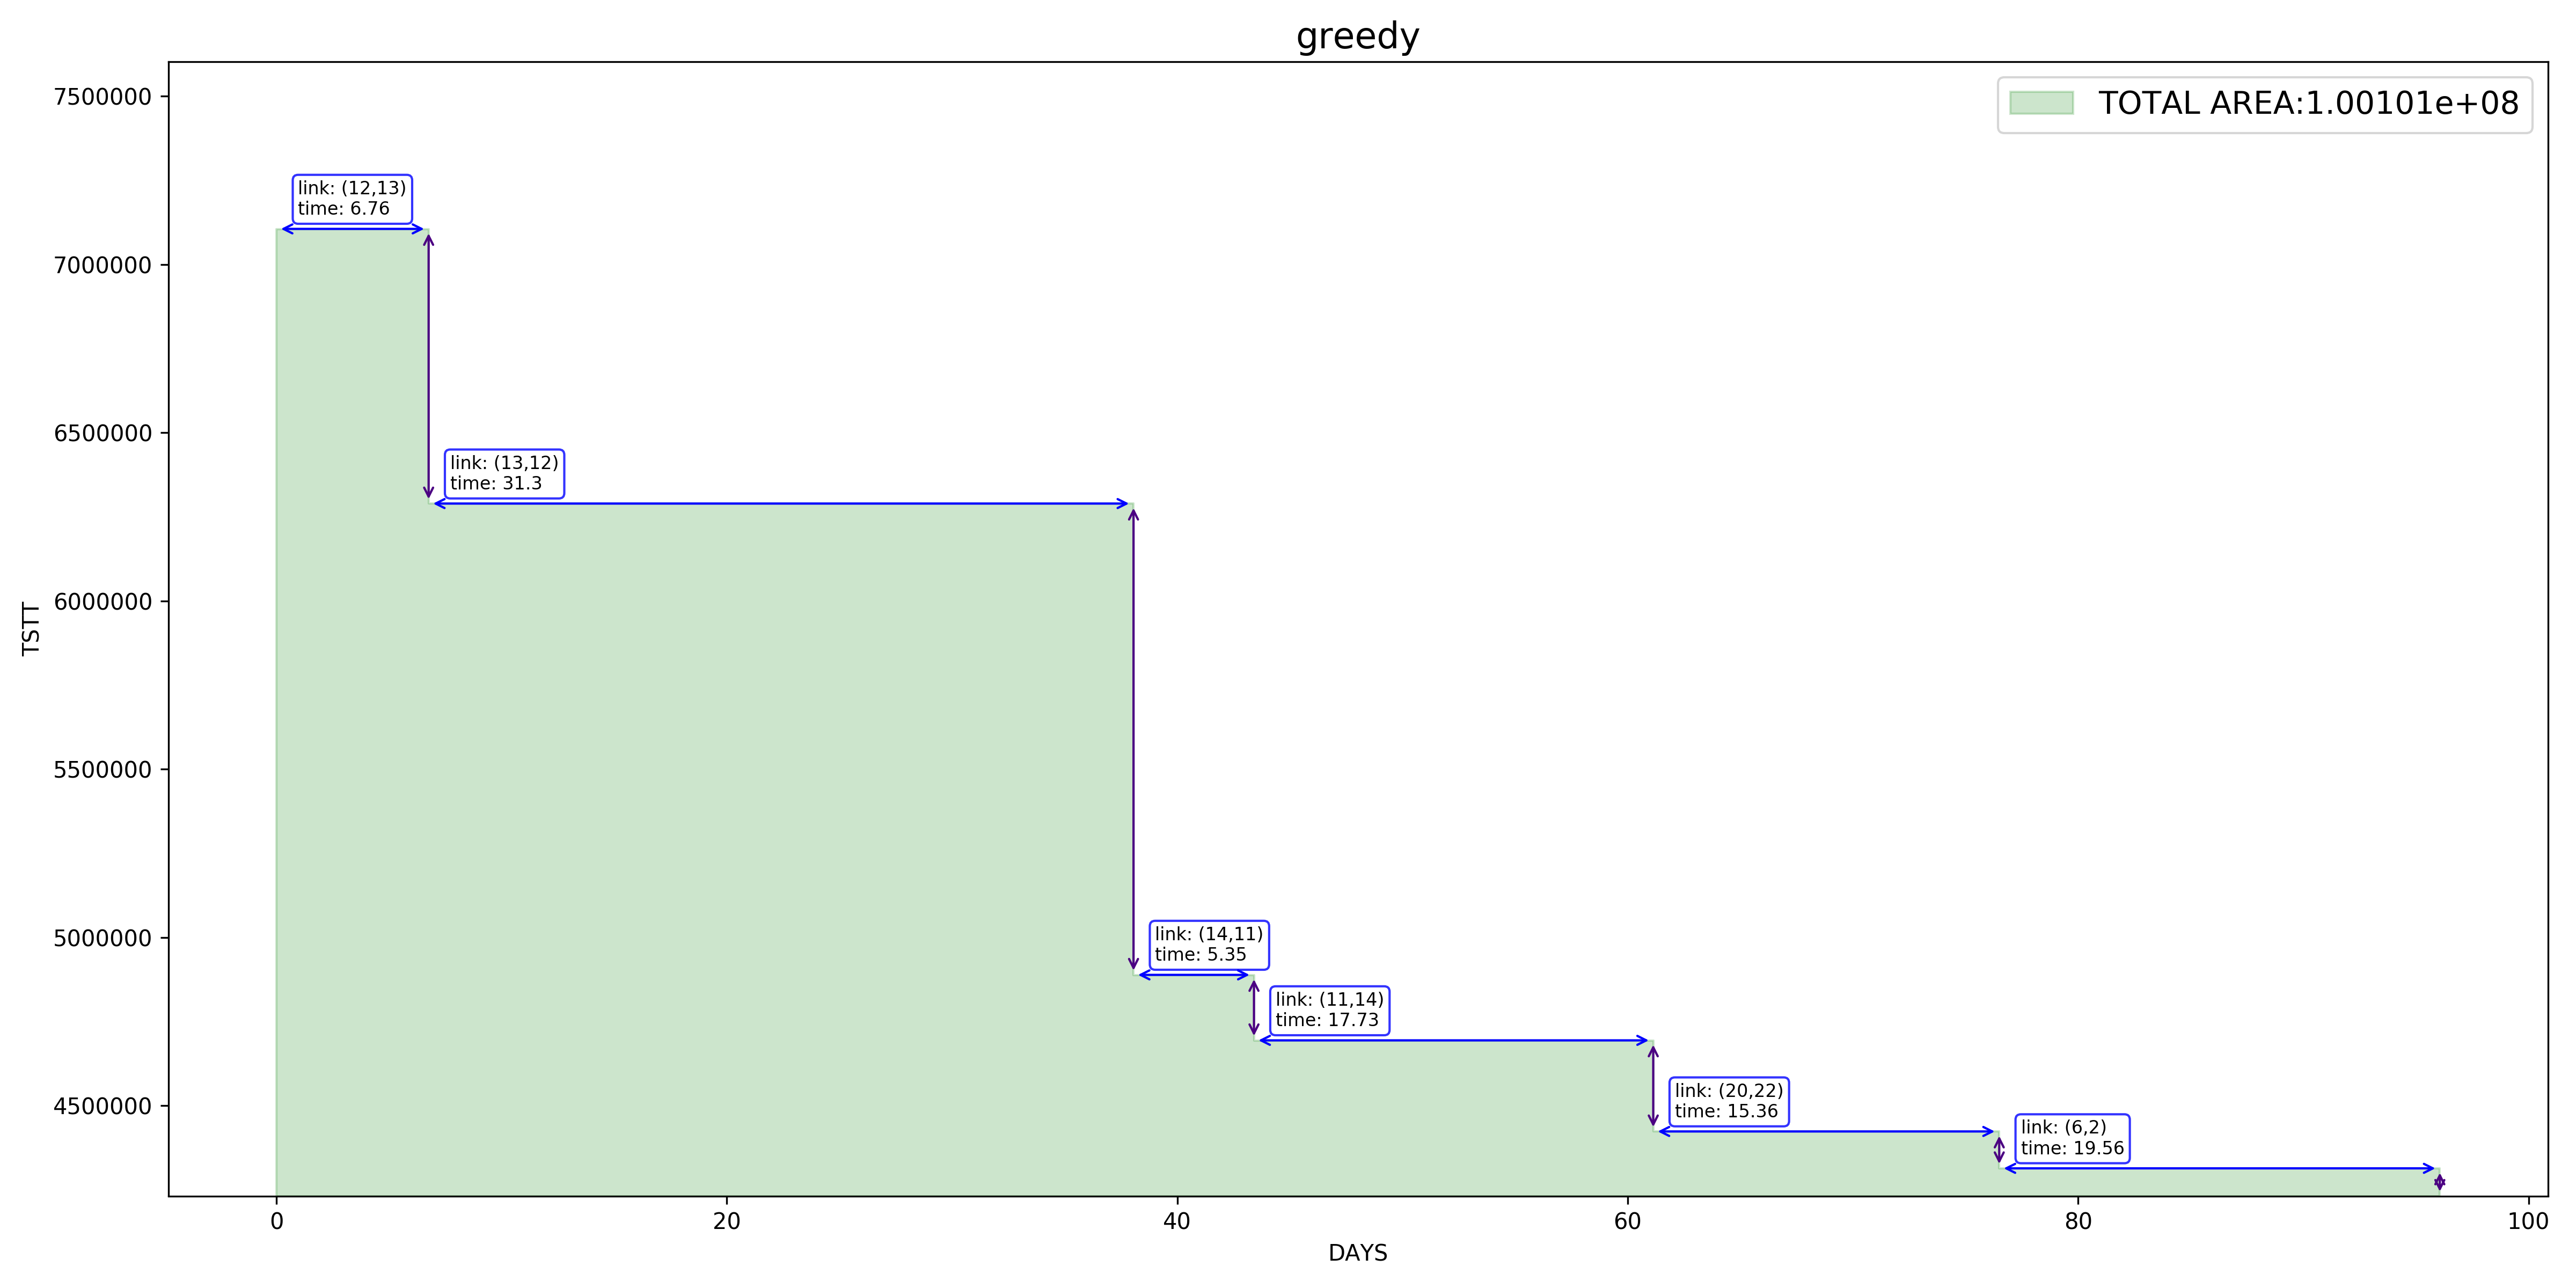 greedy
TOTAL AREA:1.00101e+08
7500000
7000000
6500000
6000000
5500000
5000000
4500000
TSTT
link: (12,13)
time: 6.76
link: (13,12)
time: 31.3
link: (14,11)
time: 5.35
link: (11,14)
time: 17.73
link: (20,22)
time: 15.36
link: (6,2)
time: 19.56
0
20
40
60
80
100
DAYS